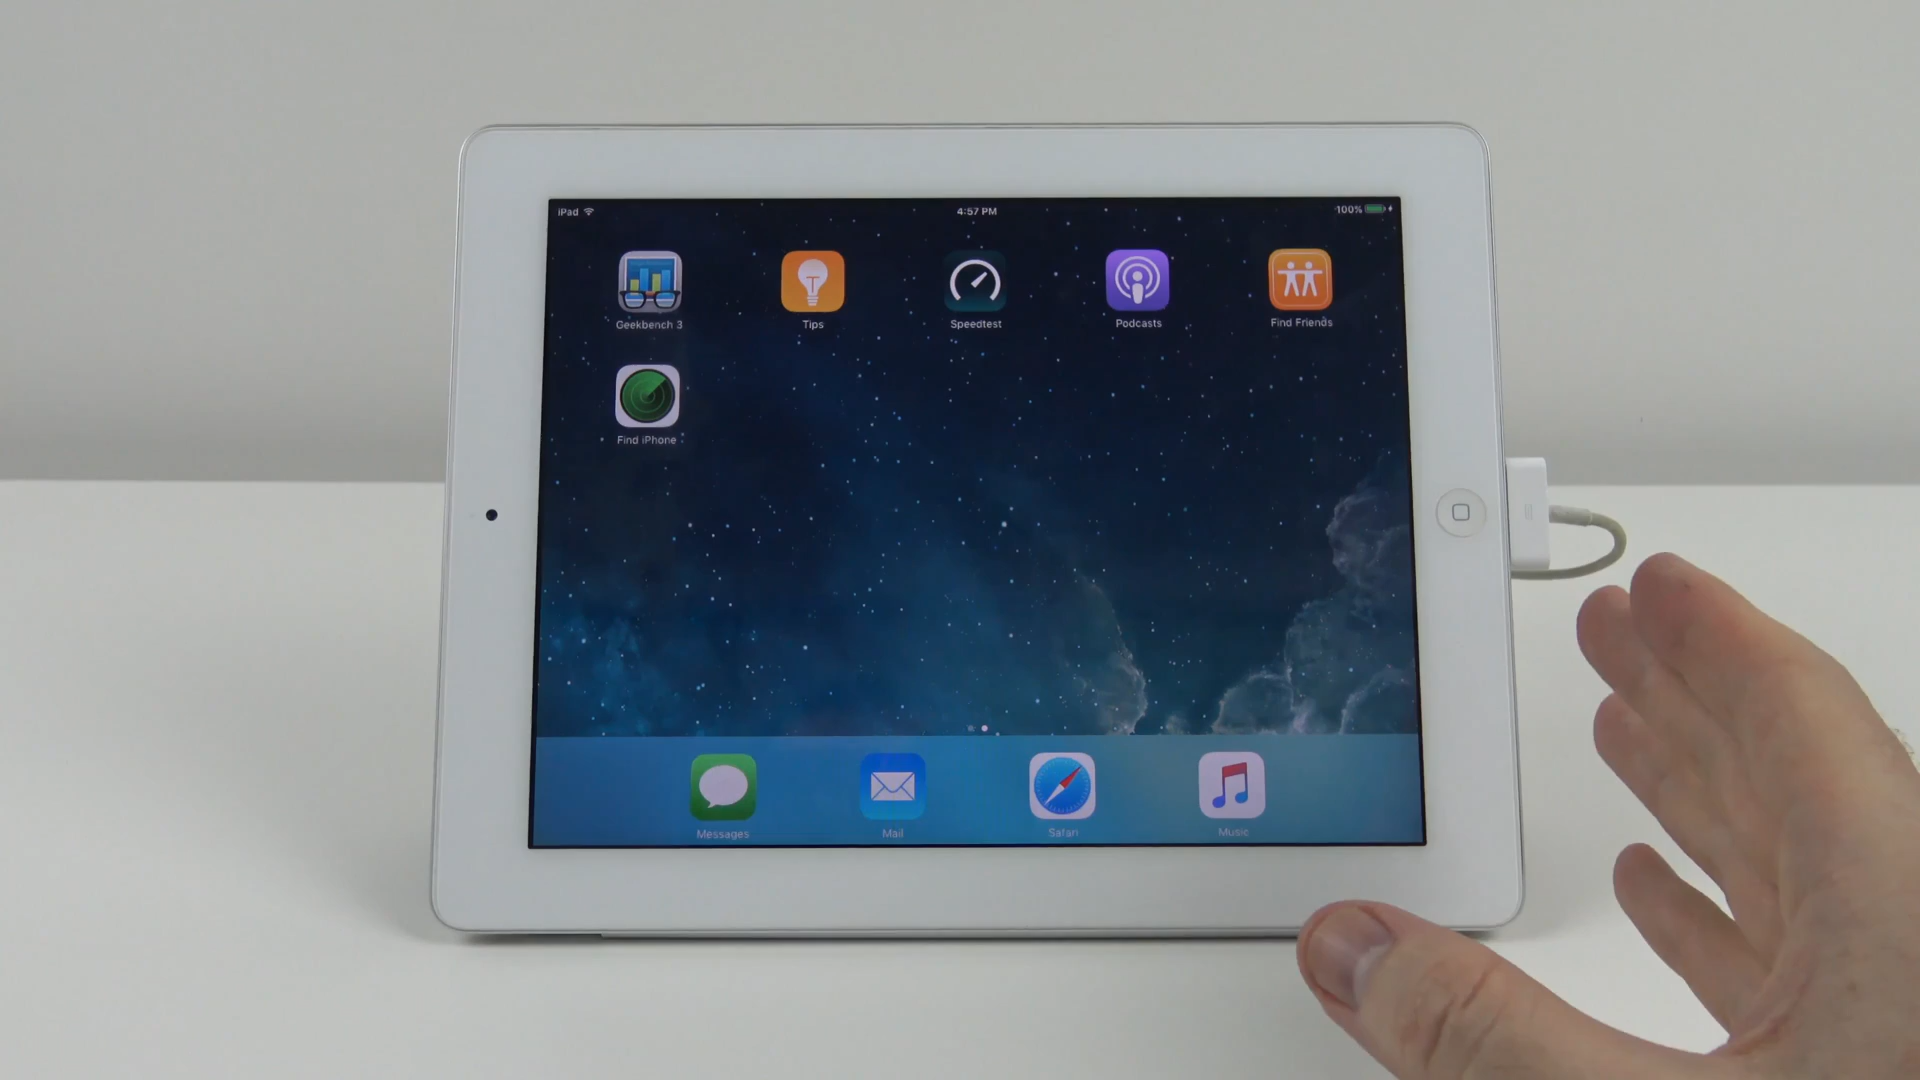 iPad
4:57 PM
100%
Geekbench 3
Tips
Speedtest
Podcasts
Find Friends
Find iPhone
Messages
Mail
Safari
Music